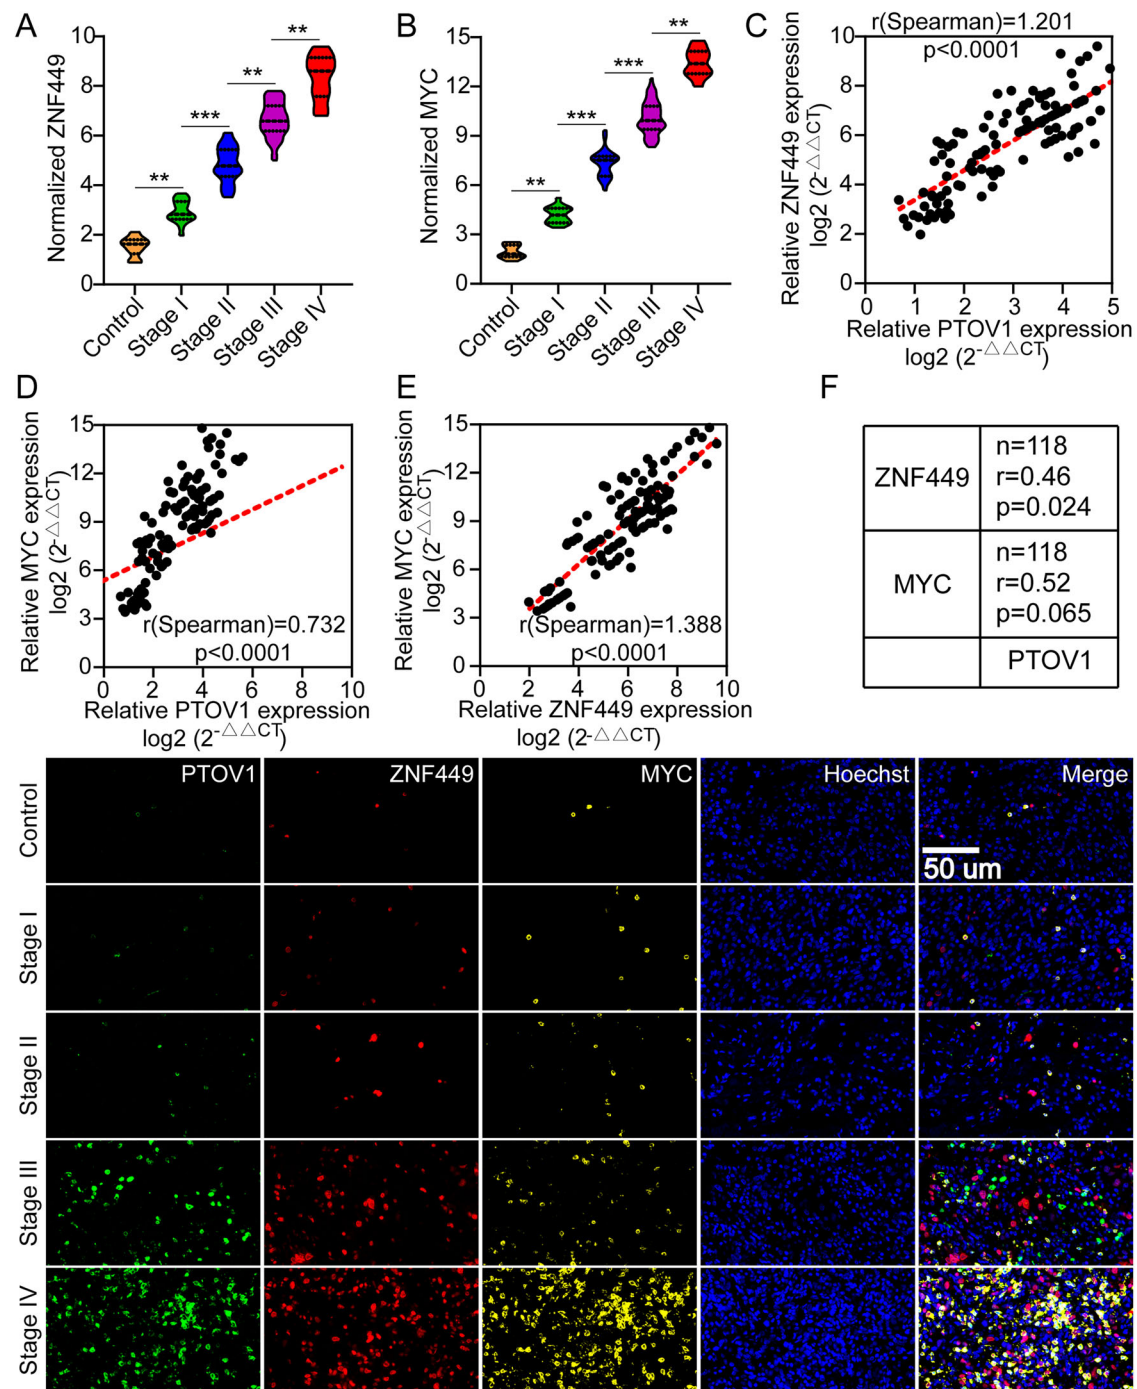 A
Normalized ZNF449
10
8
6
4
2
0
**
***
**
**
Control
Stage I
Stage II
Stage III
Stage IV
B
Normalized MYC
15
12
9
6
3
0
**
***
***
**
Control
Stage I
Stage II
Stage III
Stage IV
C
r(Spearman)=1.201
p<0.0001
Relative ZNF449 expression
log2 (2-△△CT)
10
8
6
4
2
0
0 1 2 3 4 5
Relative PTOV1 expression
log2 (2-△△CT)
D
Relative MYC expression
log2 (2-△△CT)
15
12
9
6
3
0
r(Spearman)=0.732
p<0.0001
0 2 4 6 8 10
Relative PTOV1 expression
log2 (2-△△CT)
E
Relative MYC expression
log2 (2-△△CT)
15
12
9
6
3
0
r(Spearman)=1.388
p<0.0001
0 2 4 6 8 10
Relative ZNF449 expression
log2 (2-△△CT)
F
ZNF449
n=118
r=0.46
p=0.024
MYC
n=118
r=0.52
p=0.065
PTOV1
PTOV1 ZNF449 MYC Hoechst Merge
Control
50 um
Stage I
Stage II
Stage III
Stage IV